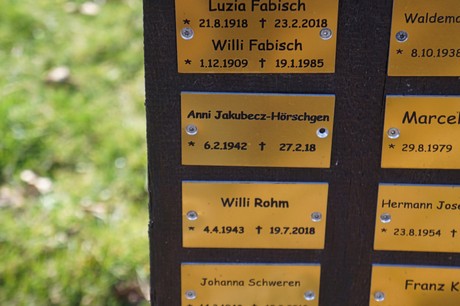 Luzia Fabisch
* 21.8.1918 † 23.2.2018
Willi Fabisch
* 1.12.1909 † 19.1.1985
Anni Jakubecz-Hörschgen
* 6.2.1942 † 27.2.18
Willi Rohm
* 4.4.1943 † 19.7.2018
Johanna Schweren
Waldema
* 8.10.1938
Marcel
* 29.8.1979
Hermann Jose
* 23.8.1954 †
Franz K